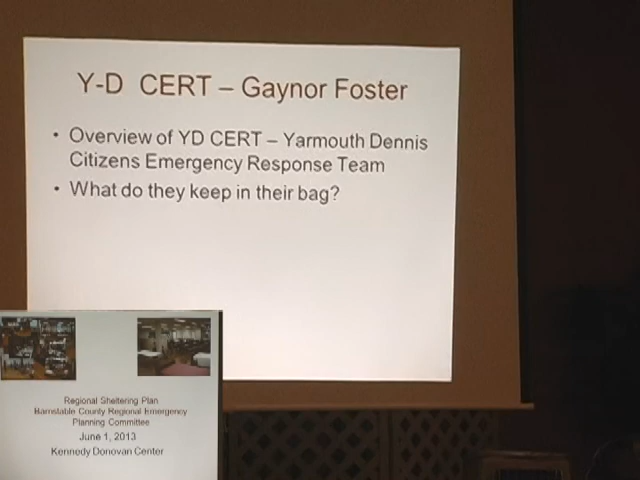 Y-D CERT – Gaynor Foster
• Overview of YD CERT – Yarmouth Dennis
Citizens Emergency Response Team
• What do they keep in their bag?
Regional Sheltering Plan
Barnstable County Regional Emergency
Planning Committee
June 1, 2013
Kennedy Donovan Center